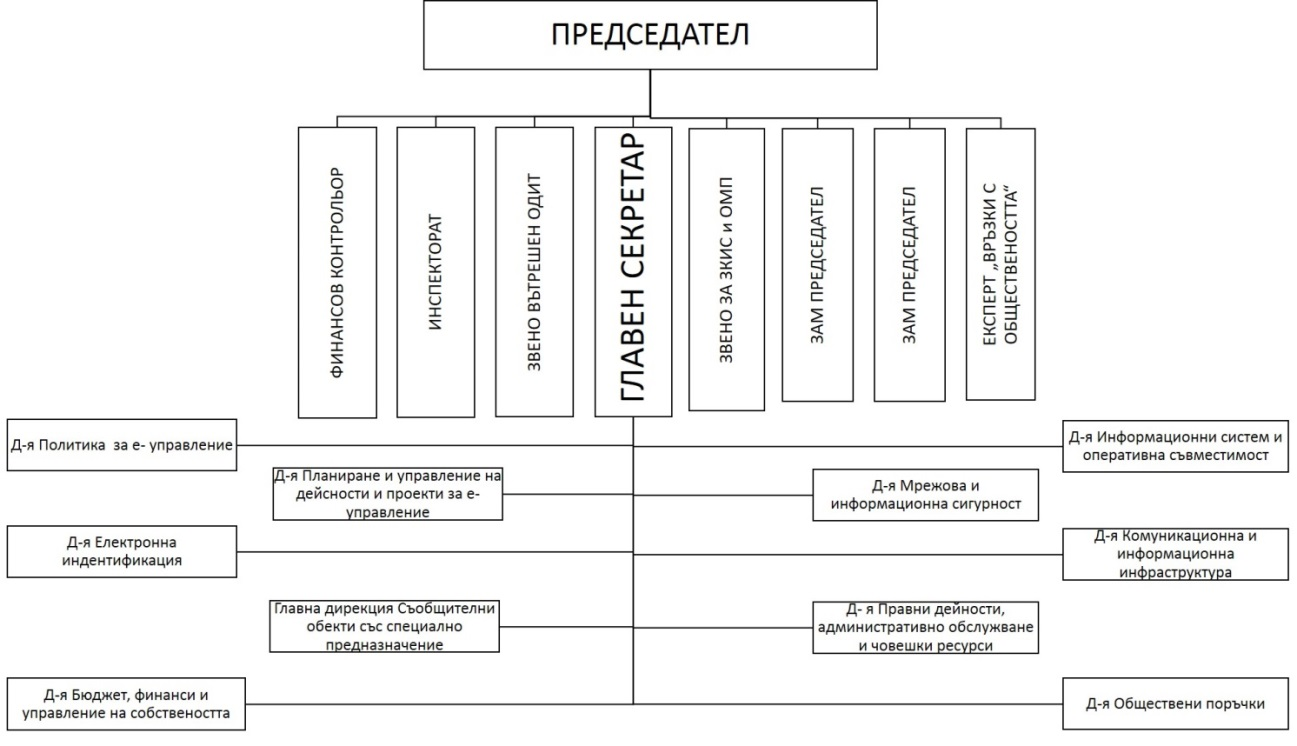 ПРЕДСЕДАТЕЛ
ФИНАНСОВ КОНТРОЛЬОР
ИНСПЕКТОРАТ
ЗВЕНО ВЪТРЕШЕН ОДИТ
ГЛАВЕН СЕКРЕТАР
ЗВЕНО ЗА ЗКИС и ОМП
ЗАМ ПРЕДСЕДАТЕЛ
ЗАМ ПРЕДСЕДАТЕЛ
ЕКСПЕРТ „ВРЪЗКИ С
ОБЩЕСТВЕНОСТТА“
Д-я Политика за е- управление
Д-я Информационни систем и
оперативна съвместимост
Д-я Планиране и управление на
дейсности и проекти за е-
управление
Д-я Мрежова и
информационна сигурност
Д-я Електронна
индентификация
Д-я Комуникационна и
информационна
инфраструктура
Главна дирекция Съобщителни
обекти със специално
предназначение
Д- я Правни дейности,
административно обслужване
и човешки ресурси
Д-я Бюджет, финанси и
управление на собствеността
Д-я Обществени поръчки